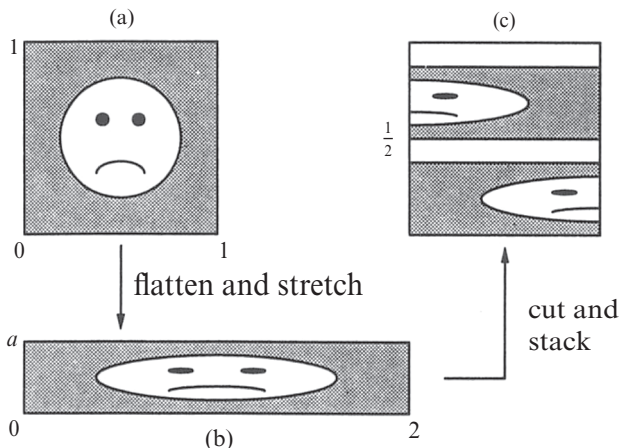 (a)
(c)
1
1/2
0
1
flatten and stretch
cut and
stack
a
0
2
(b)